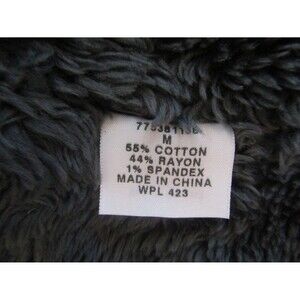 M
55% COTTON
44% RAYON
1% SPANDEX
MADE IN CHINA
WPL 423